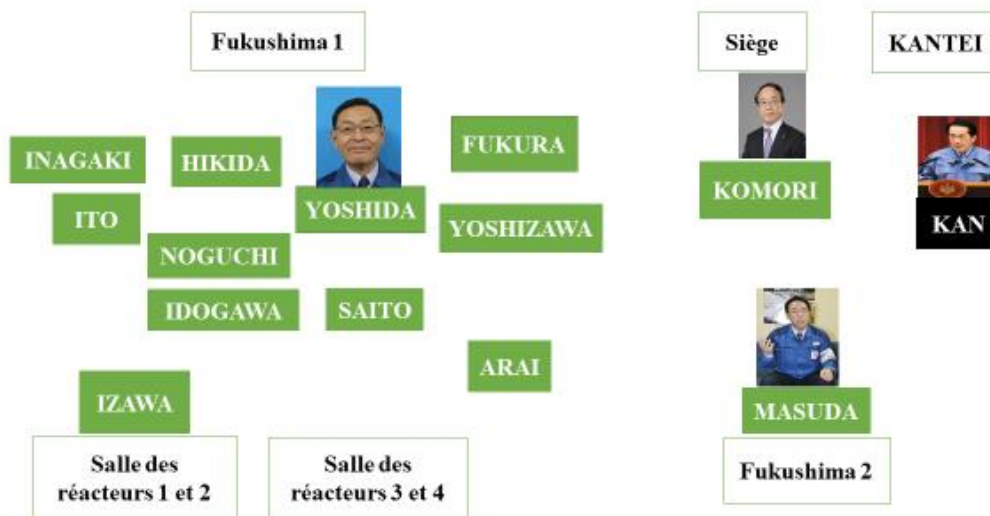 Fukushima 1
Siège
KANTEI
INAGAKI
HIKIDA
FUKURA
ITO
YOSHIDA
KOMORI
NOGUCHI
YOSHIZAWA
KAN
IDOGAWA
SAITO
ARAI
IZAWA
MASUDA
Salle des
réacteurs 1 et 2
Salle des
réacteurs 3 et 4
Fukushima 2